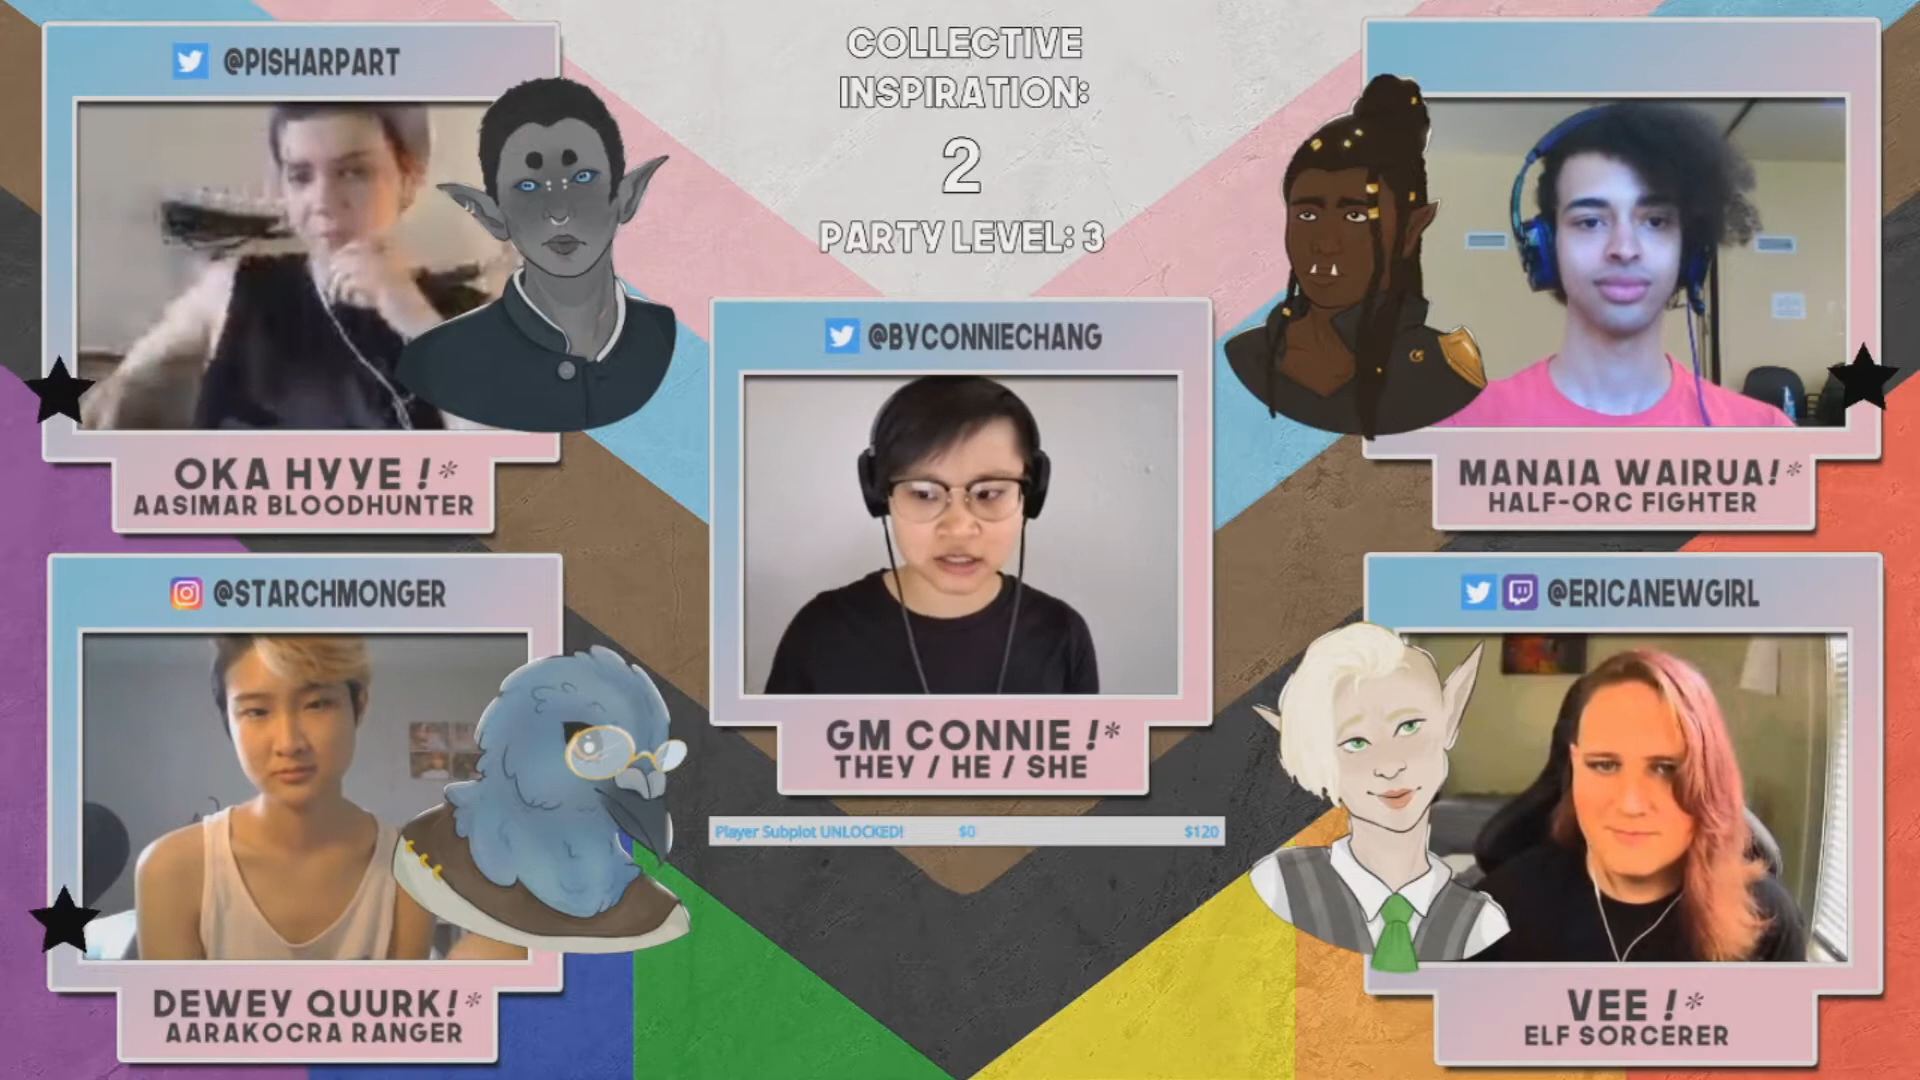 @PISHARPART
OKA HYYE !*
AASIMAR BLOODHUNTER
COLLECTIVE
INSPIRATION:
2
PARTY LEVEL: 3
MANAIA WAIRUA!*
HALF-ORC FIGHTER
@BYCONNIECHANG
GM CONNIE !*
THEY / HE / SHE
Player Subplot UNLOCKED! $0 $120
@STARCHMONGER
DEWEY QUURK!*
AARAKOCRA RANGER
@ERICANEWGIRL
VEE !*
ELF SORCERER